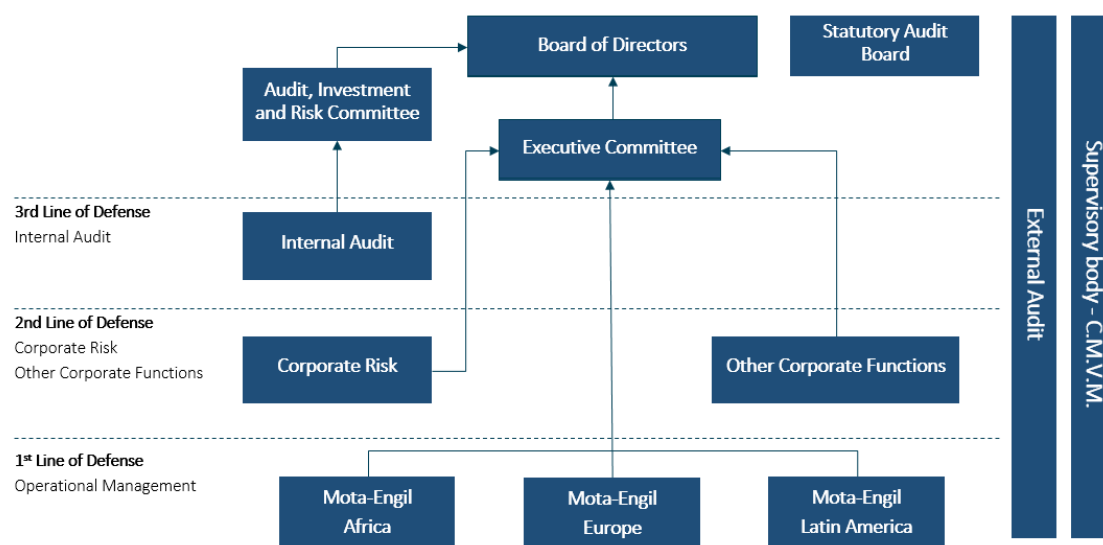 Board of Directors
Statutory Audit
Board
Audit, Investment
and Risk Committee
Executive Committee
3rd Line of Defense
Internal Audit
Internal Audit
2nd Line of Defense
Corporate Risk
Other Corporate Functions
Corporate Risk
Other Corporate Functions
1st Line of Defense
Operational Management
Mota-Engil
Africa
Mota-Engil
Europe
Mota-Engil
Latin America
External Audit
Supervisory body - C.M.V.M.